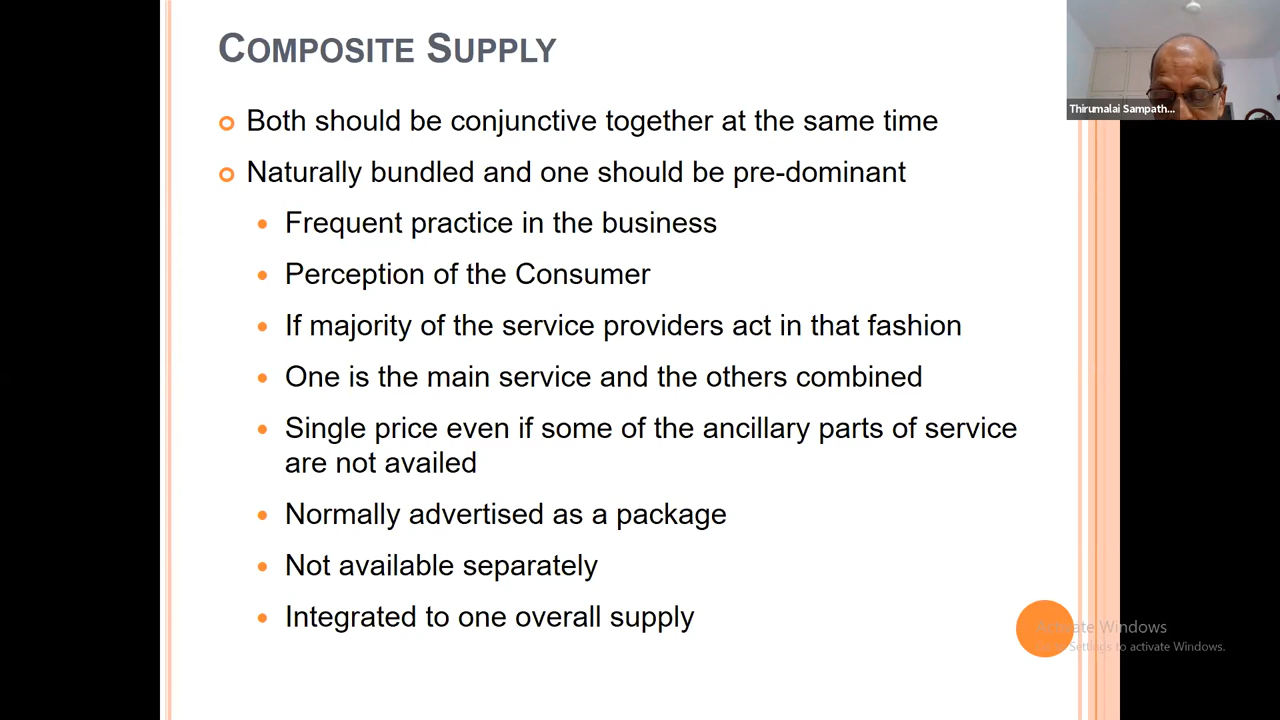 COMPOSITE SUPPLY
Both should be conjunctive together at the same time
Naturally bundled and one should be pre-dominant
Frequent practice in the business
Perception of the Consumer
If majority of the service providers act in that fashion
One is the main service and the others combined
Single price even if some of the ancillary parts of service
are not availed
Normally advertised as a package
Not available separately
Integrated to one overall supply
Thirumalai Sampath...
Activate Windows
Settings to activate Windows.